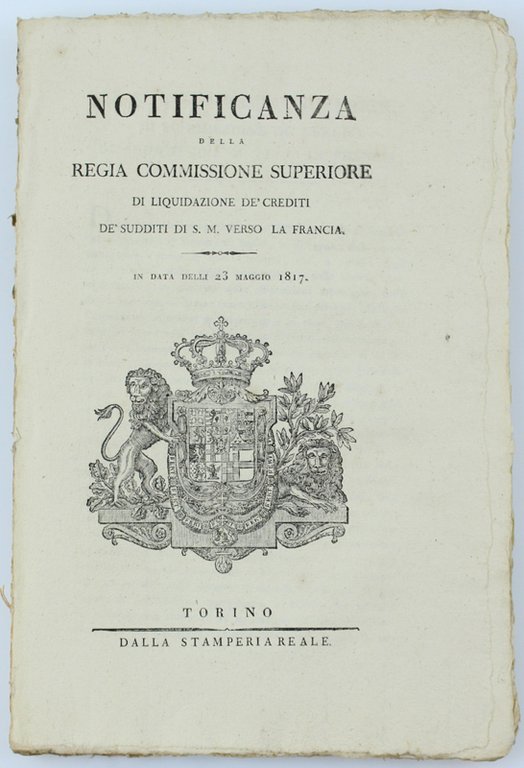 NOTIFICANZA
DELLA
REGIA COMMISSIONE SUPERIORE
DI LIQUIDAZIONE DE' CREDITI
DE' SUDDITI DI S. M. VERSO LA FRANCIA.
IN DATA DELLI 23 MAGGIO 1817.
TORINO
DALLA STAMPERIA REALE.